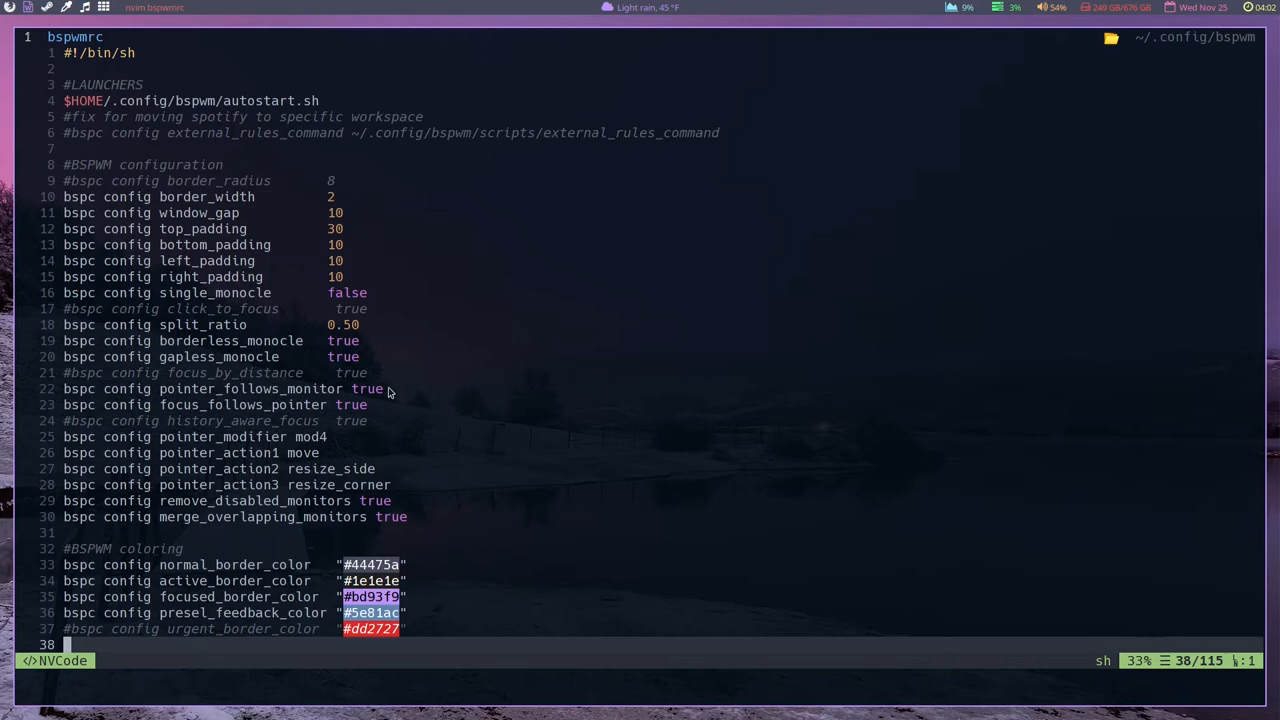 nvim bspwmrc
Light rain, 45 °F
9%
3%
54%
249 GB/676 GB
Wed Nov 25
04:02
1 bspwmrc
~/.config/bspwm
1 #!/bin/sh
2
3 #LAUNCHERS
4 $HOME/.config/bspwm/autostart.sh
5 #fix for moving spotify to specific workspace
6 #bspc config external_rules_command ~/.config/bspwm/scripts/external_rules_command
7
8 #BSPWM configuration
9 #bspc config border_radius 8
10 bspc config border_width 2
11 bspc config window_gap 10
12 bspc config top_padding 30
13 bspc config bottom_padding 10
14 bspc config left_padding 10
15 bspc config right_padding 10
16 bspc config single_monocle false
17 #bspc config click_to_focus true
18 bspc config split_ratio 0.50
19 bspc config borderless_monocle true
20 bspc config gapless_monocle true
21 #bspc config focus_by_distance true
22 bspc config pointer_follows_monitor true
23 bspc config focus_follows_pointer true
24 #bspc config history_aware_focus true
25 bspc config pointer_modifier mod4
26 bspc config pointer_action1 move
27 bspc config pointer_action2 resize_side
28 bspc config pointer_action3 resize_corner
29 bspc config remove_disabled_monitors true
30 bspc config merge_overlapping_monitors true
31
32 #BSPWM coloring
33 bspc config normal_border_color "#44475a"
34 bspc config active_border_color "#1e1e1e"
35 bspc config focused_border_color "#bd93f9"
36 bspc config presel_feedback_color "#5e81ac"
37 #bspc config urgent_border_color "#dd2727"
38
</>NVCode
sh
33% ☰ 38/115 :1